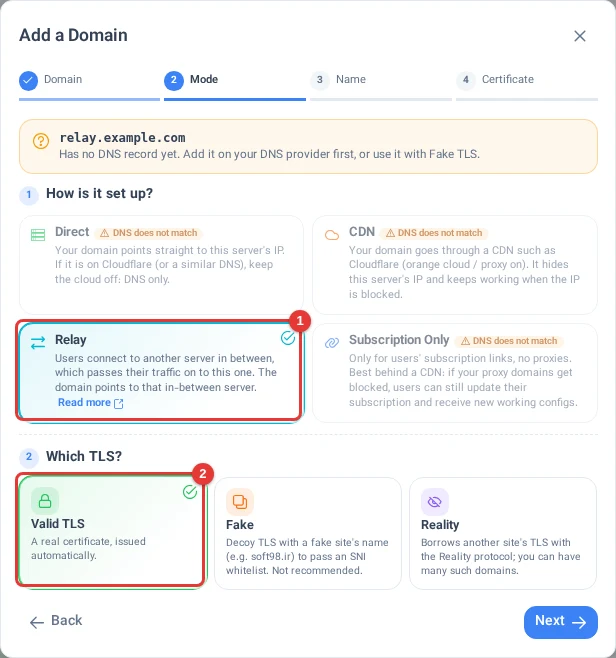 Add a Domain
Domain
2 Mode
3 Name
4 Certificate
relay.example.com
Has no DNS record yet. Add it on your DNS provider first, or use it with Fake TLS.
1 How is it set up?
Direct DNS does not match
Your domain points straight to this server's IP.
If it is on Cloudflare (or a similar DNS), keep
the cloud off: DNS only.
CDN DNS does not match
Your domain goes through a CDN such as
Cloudflare (orange cloud / proxy on). It hides
this server's IP and keeps working when the IP
is blocked.
1
Relay
Users connect to another server in between,
which passes their traffic on to this one. The
domain points to that in-between server.
Read more
Subscription Only DNS does not match
Only for users' subscription links, no proxies.
Best behind a CDN: if your proxy domains get
blocked, users can still update their
subscription and receive new working configs.
2 Which TLS?
2
Valid TLS
A real certificate, issued
automatically.
Fake
Decoy TLS with a fake site's name
(e.g. soft98.ir) to pass an SNI
whitelist. Not recommended.
Reality
Borrows another site's TLS with
the Reality protocol; you can have
many such domains.
Back
Next